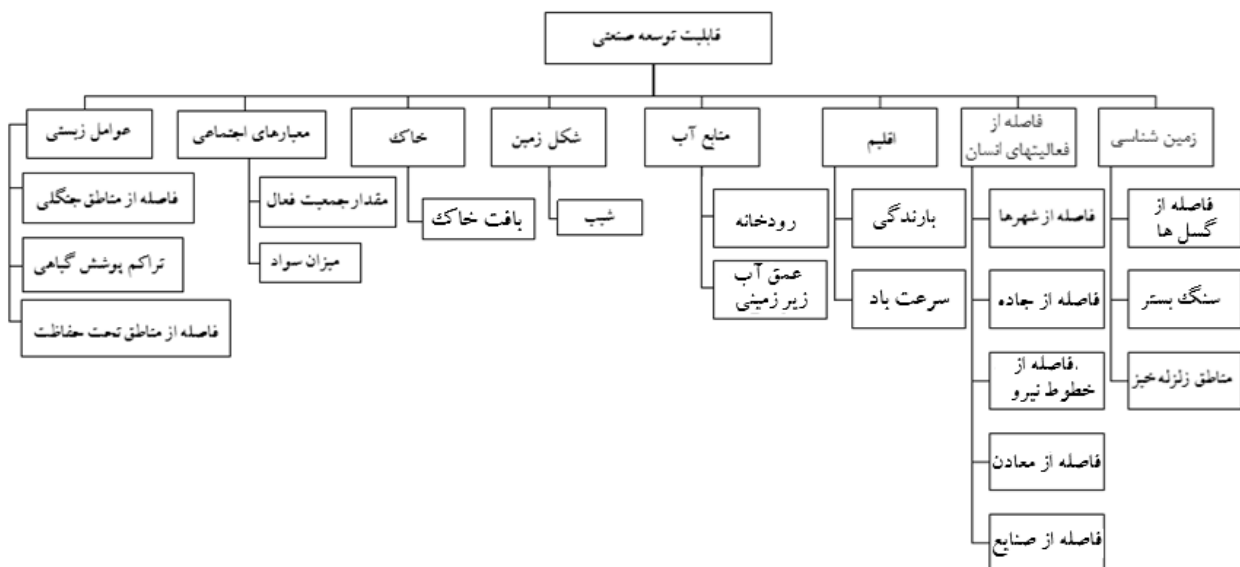 قابلیت توسعه صنعتی
زمین شناسی
فاصله از
فعالیتهای انسان
اقلیم
منابع آب
شکل زمین
خاک
معیارهای اجتماعی
عوامل زیستی
فاصله از
گسل ها
سنگ بستر
مناطق زلزله خیز
فاصله از شهرها
فاصله از جاده
.فاصله از
خطوط نیرو
فاصله از معادن
فاصله از صنایع
بارندگی
سرعت باد
رودخانه
عمق آب
زیر زمینی
شیب
بافت خاک
مقدار جمعیت فعال
میزان سواد
فاصله از مناطق جنگلی
تراکم پوشش گیاهی
فاصله از مناطق تحت حفاظت